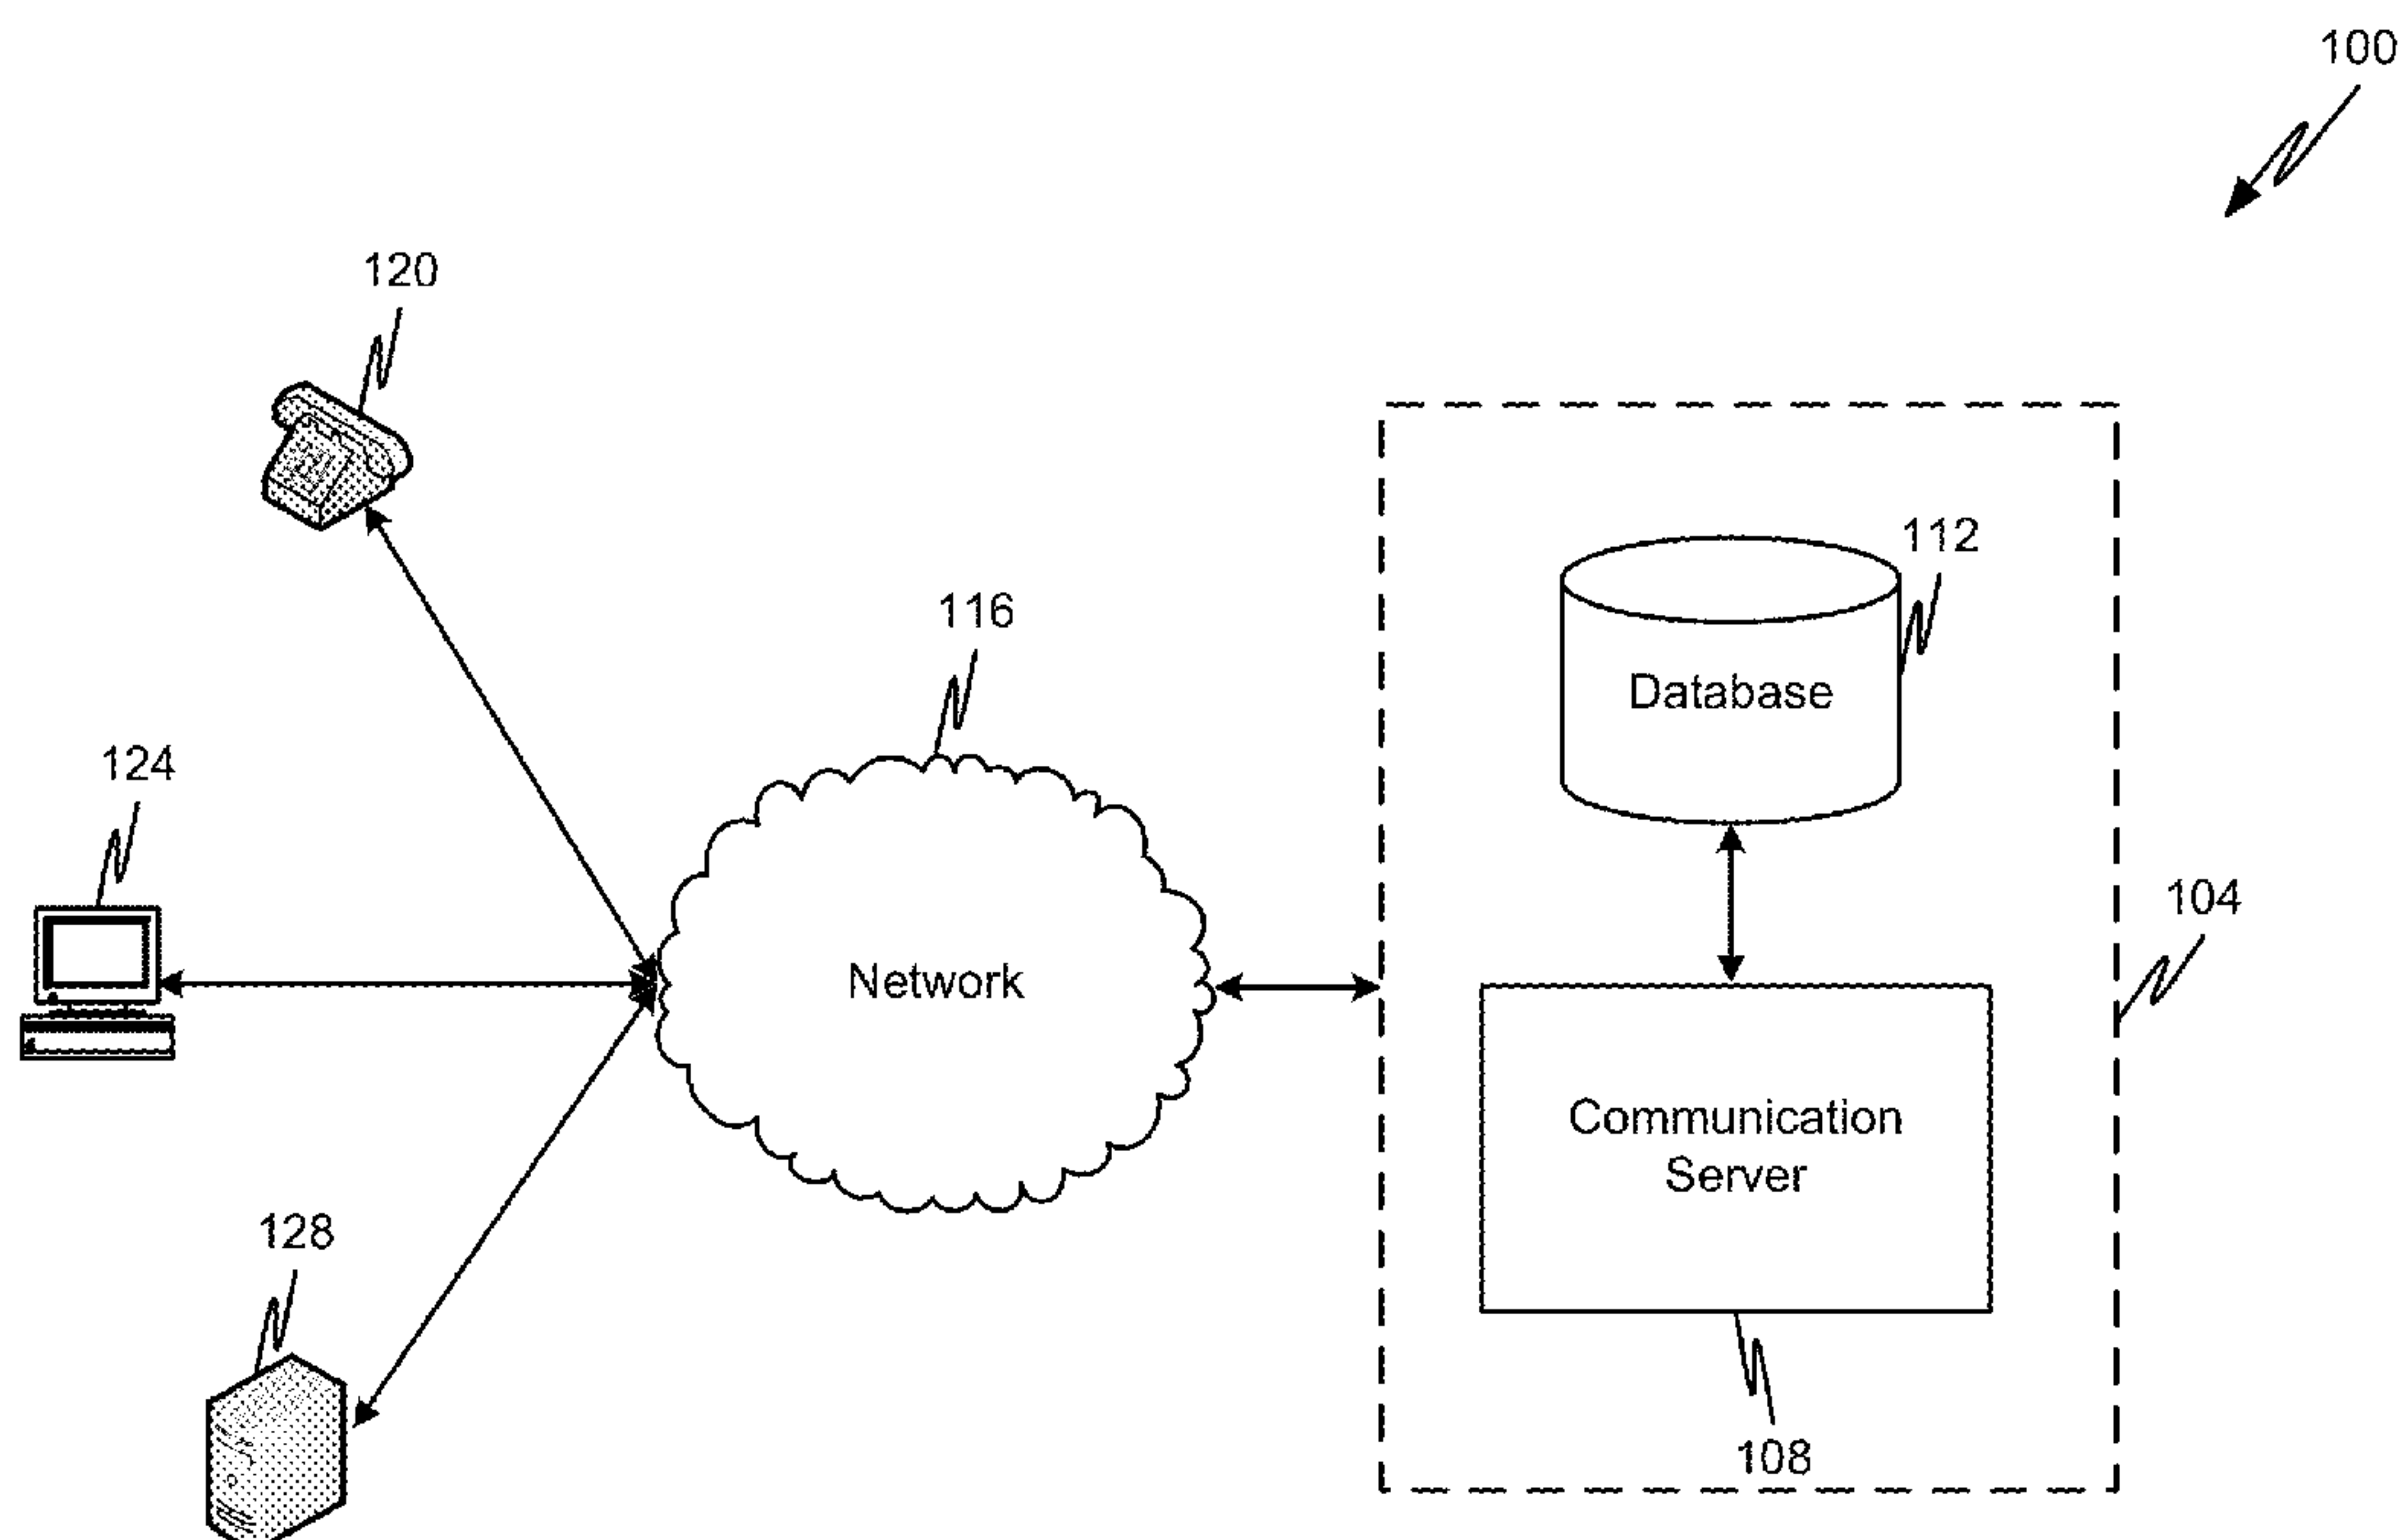 100
120
112
116
Database
124
104
Network
Communication
Server
128
108